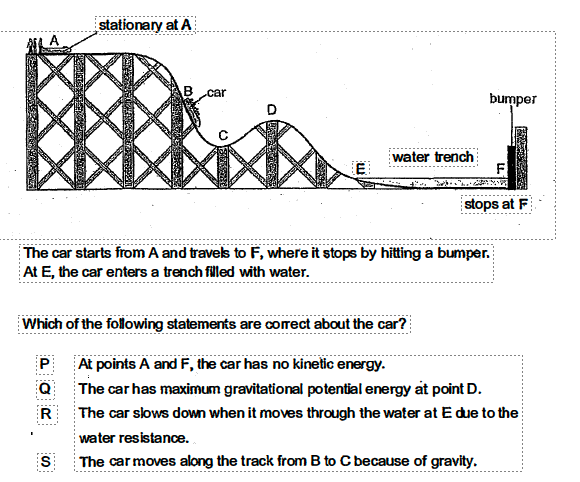 stationary at A
A
B
car
D
C
bumper
E
water trench
F
stops at F
The car starts from A and travels to F, where it stops by hitting a bumper.
At E, the car enters a trench filled with water.
Which of the following statements are correct about the car?
P At points A and F, the car has no kinetic energy.
Q The car has maximum gravitational potential energy at point D.
R The car slows down when it moves through the water at E due to the
water resistance.
S The car moves along the track from B to C because of gravity.